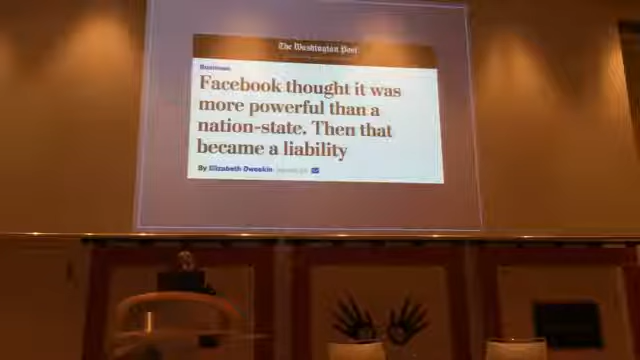 The Washington Post
Business
Facebook thought it was
more powerful than a
nation-state. Then that
became a liability
By Elizabeth Dwoskin